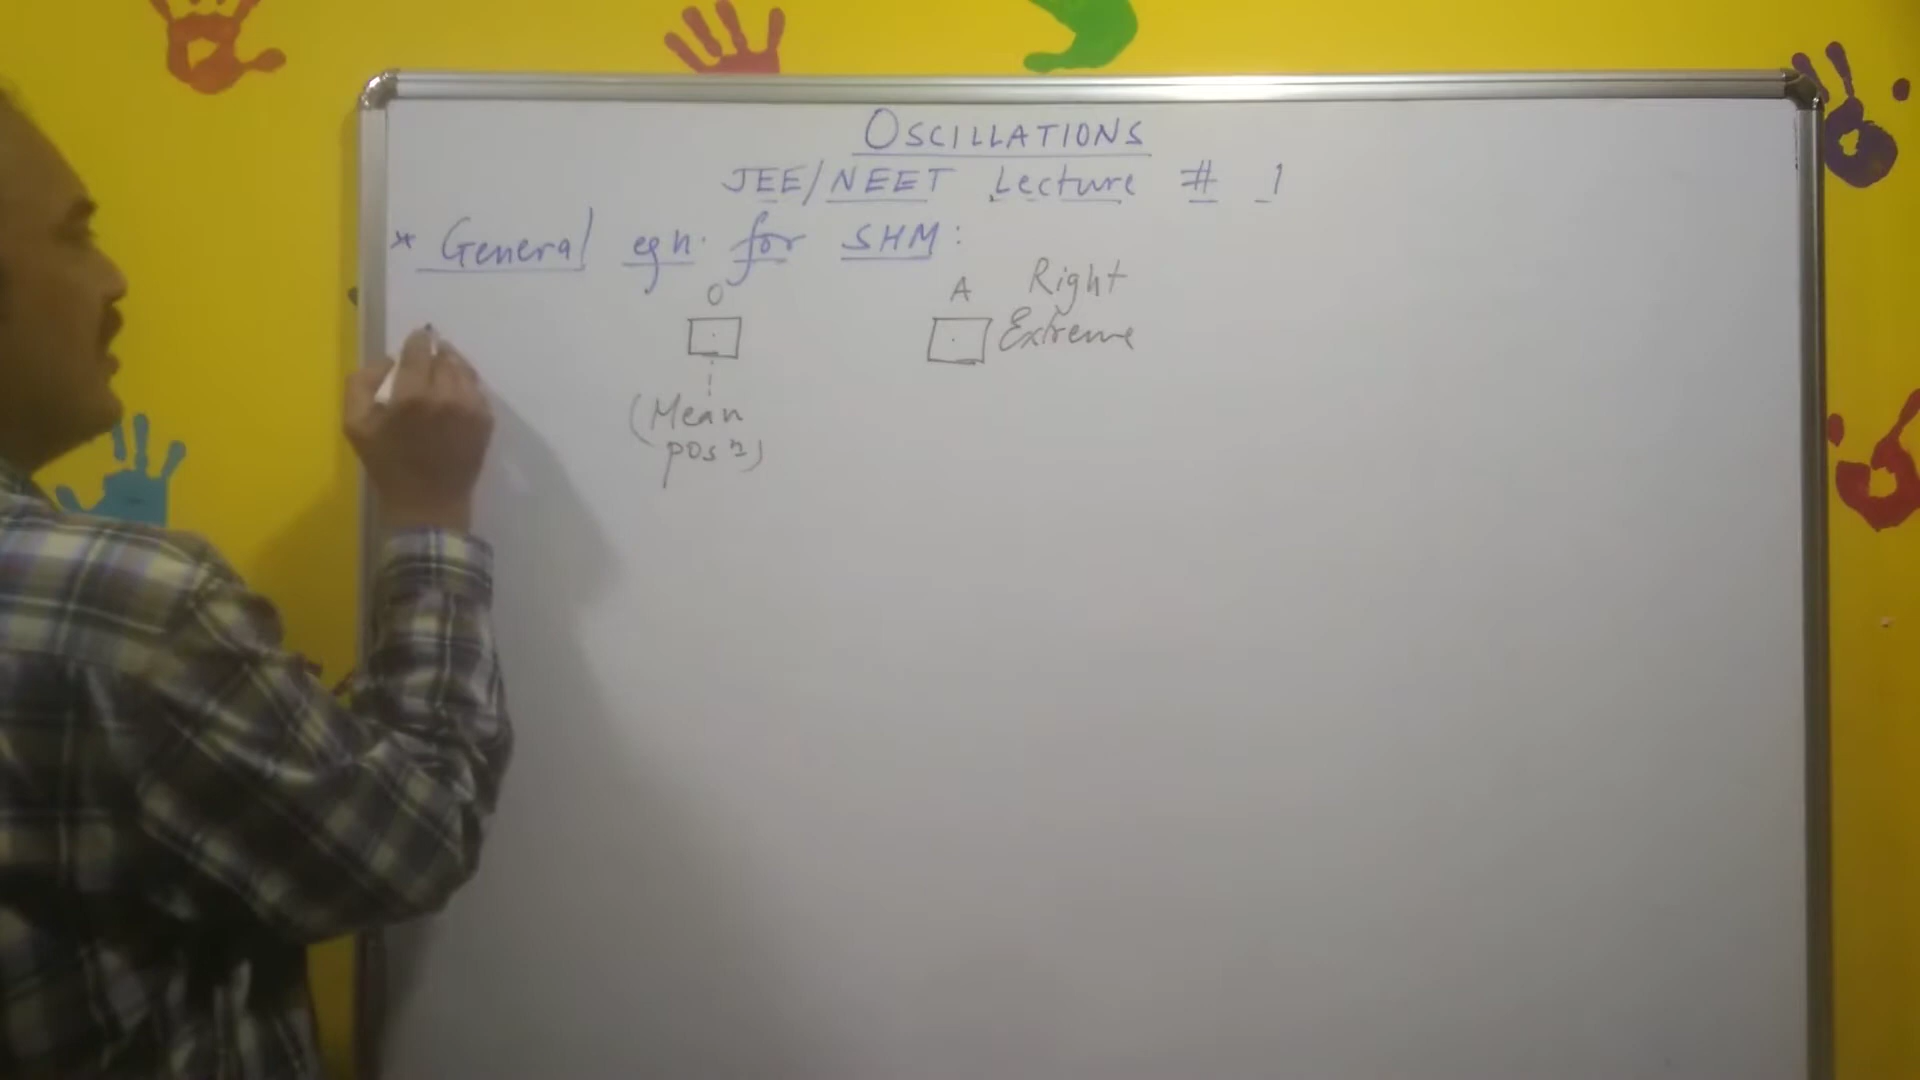 OSCILLATIONS
JEE/NEET Lecture # 1
* General eqn. for SHM:
O
A Right
Extreme
(Mean
posn)